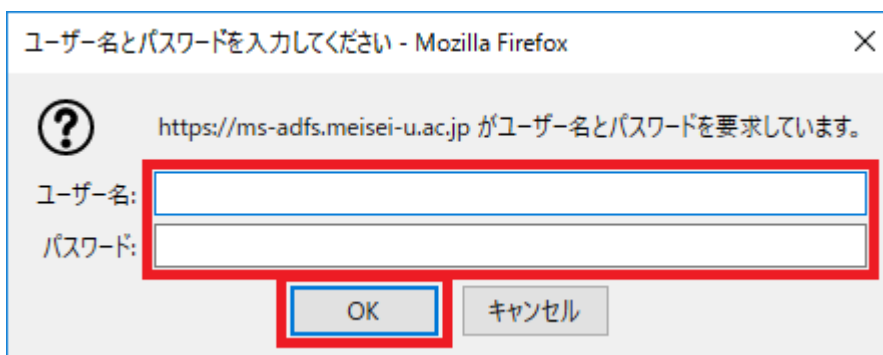 ユーザー名とパスワードを入力してください - Mozilla Firefox
https://ms-adfs.meisei-u.ac.jp がユーザー名とパスワードを要求しています。
ユーザー名:
パスワード:
OK キャンセル